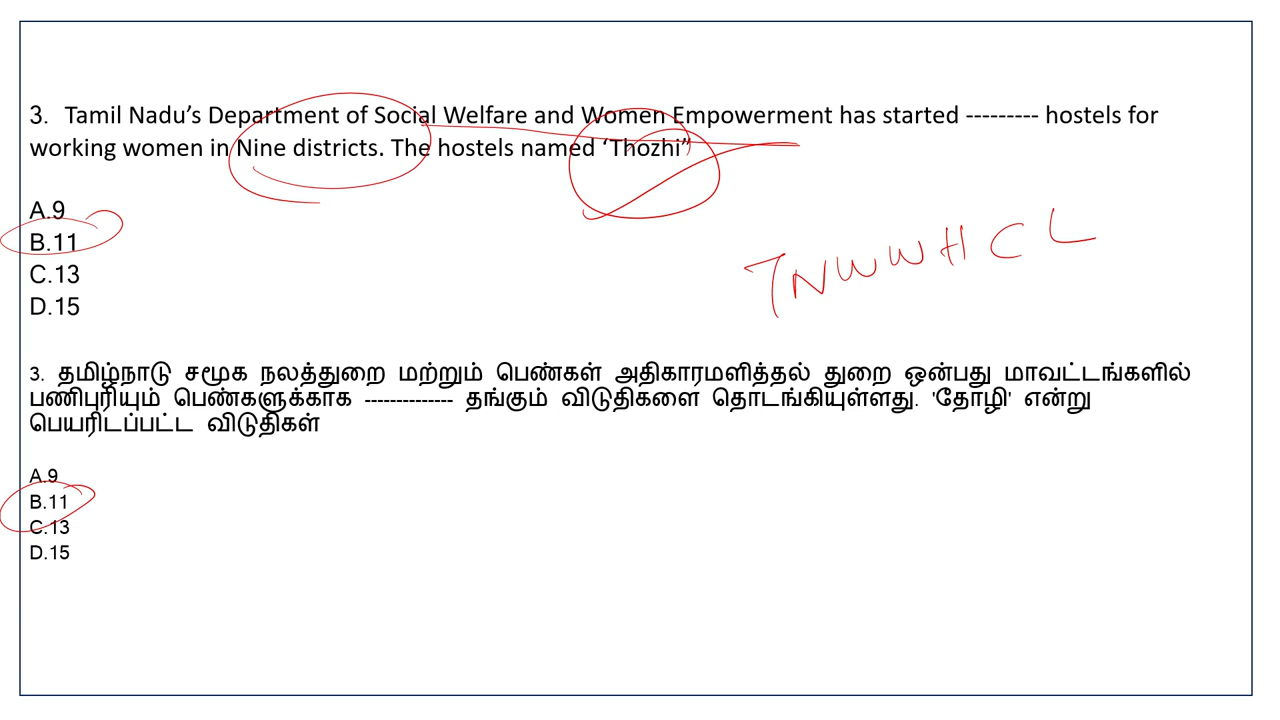 3. Tamil Nadu’s Department of Social Welfare and Women Empowerment has started --------- hostels for
working women in Nine districts. The hostels named ‘Thozhi”
A.9
B.11
C.13
D.15
TNWWHCL
3. தமிழ்நாடு சமூக நலத்துறை மற்றும் பெண்கள் அதிகாரமளித்தல் துறை ஒன்பது மாவட்டங்களில்
பணிபுரியும் பெண்களுக்காக -------------- தங்கும் விடுதிகளை தொடங்கியுள்ளது. 'தோழி' என்று
பெயரிடப்பட்ட விடுதிகள்
A.9
B.11
C.13
D.15